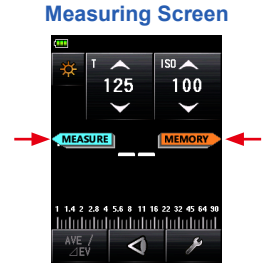 Measuring Screen
T ISO
125 100
MEASURE MEMORY
1 1.4 2 2.8 4 5.6 8 11 16 22 32 45 64 90
AVE /
⊿EV